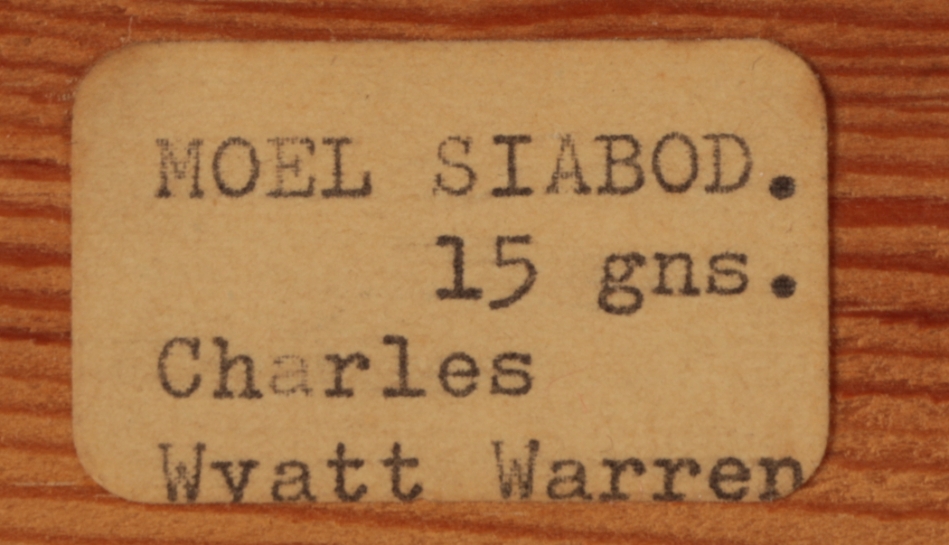 MOEL SIABOD.
15 gns.
Charles
Wyatt Warren